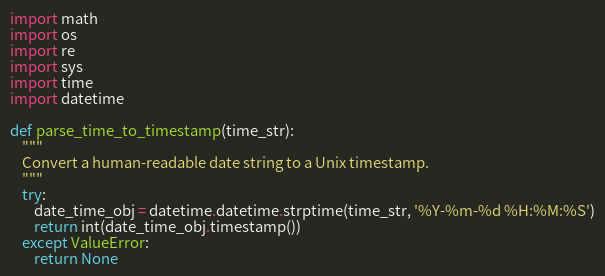 import math
import os
import re
import sys
import time
import datetime

def parse_time_to_timestamp(time_str):
    """
    Convert a human-readable date string to a Unix timestamp.
    """
    try:
        date_time_obj = datetime.datetime.strptime(time_str, '%Y-%m-%d %H:%M:%S')
        return int(date_time_obj.timestamp())
    except ValueError:
        return None